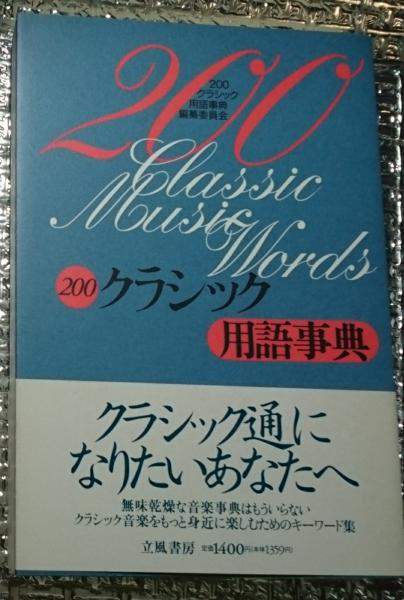 200
200
クラシック
用語事典
編纂委員会
Classic
Music
Words
200 クラシック
用語事典
クラシック通に
なりたいあなたへ
無味乾燥な音楽事典はもういらない
クラシック音楽をもっと身近に楽しむためのキーワード集
立風書房 定価1400円(本体1359円)